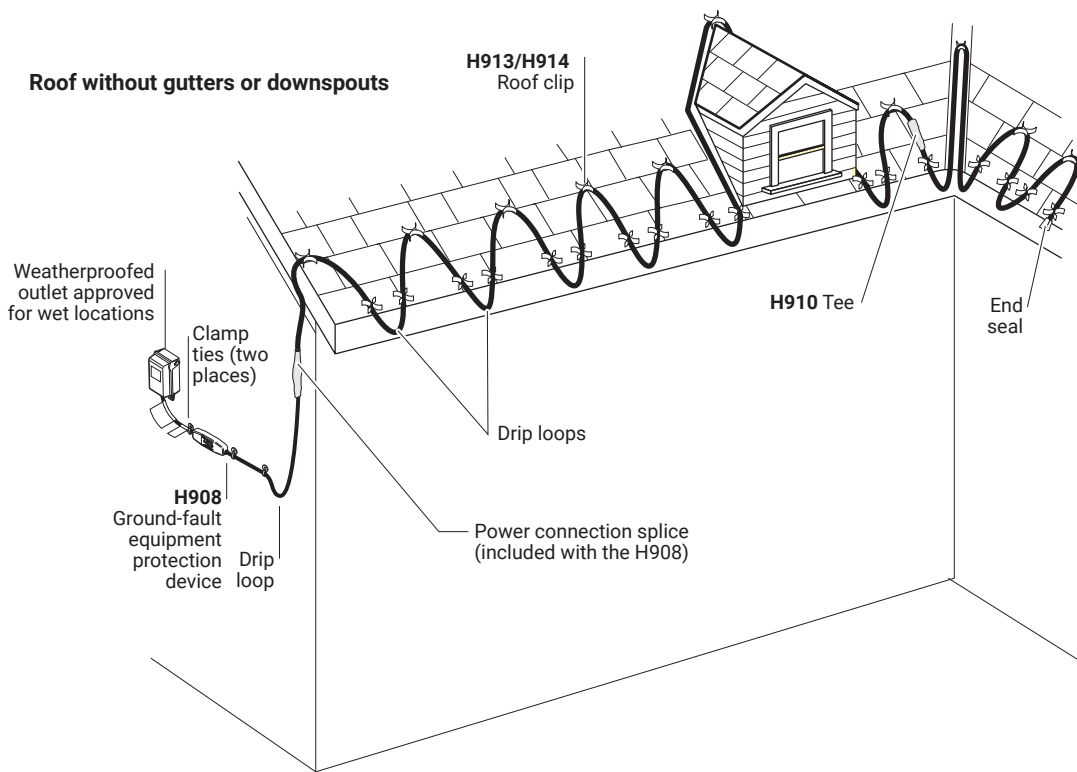 Roof without gutters or downspouts
H913/H914
Roof clip
Weatherproofed
outlet approved
for wet locations
Clamp
ties (two
places)
H910 Tee
End
seal
Drip loops
H908
Ground-fault
equipment
protection
device
Drip
loop
Power connection splice
(included with the H908)